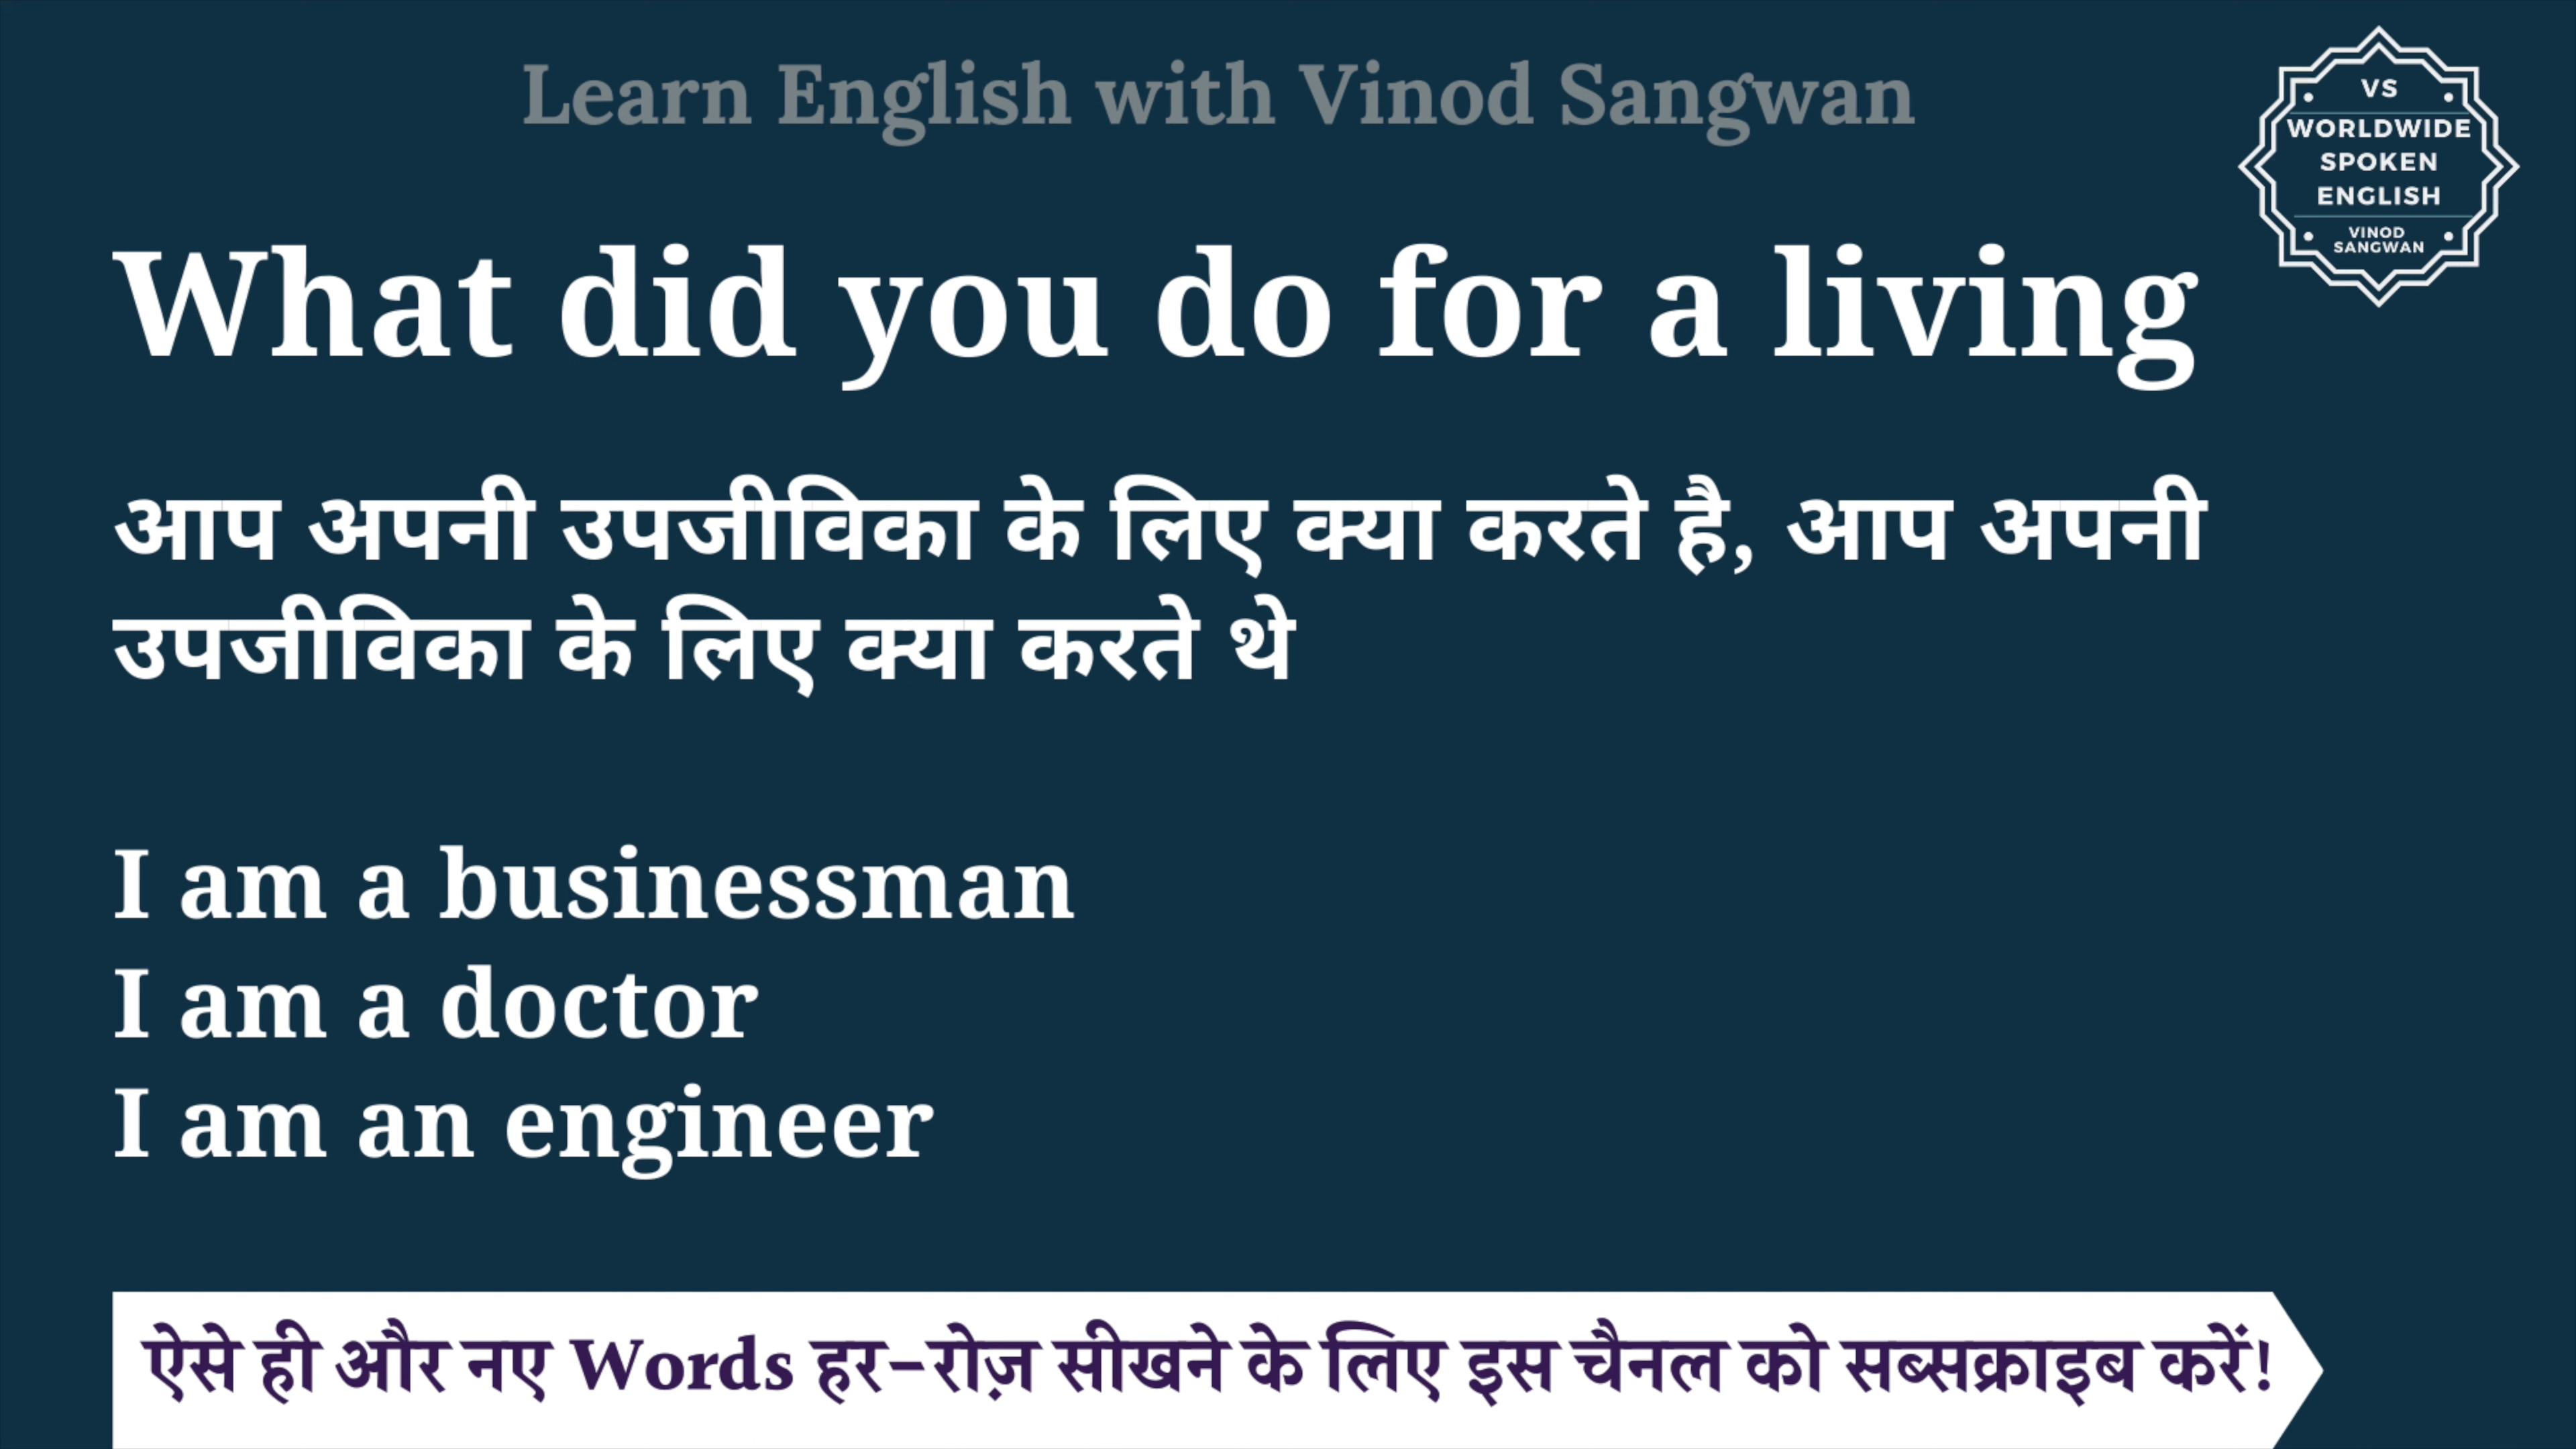 Learn English with Vinod Sangwan
VS
WORLDWIDE
SPOKEN
ENGLISH
VINOD
SANGWAN
What did you do for a living
आप अपनी उपजीविका के लिए क्या करते है, आप अपनी
उपजीविका के लिए क्या करते थे
I am a businessman
I am a doctor
I am an engineer
ऐसे ही और नए Words हर-रोज़ सीखने के लिए इस चैनल को सब्सक्राइब करें!